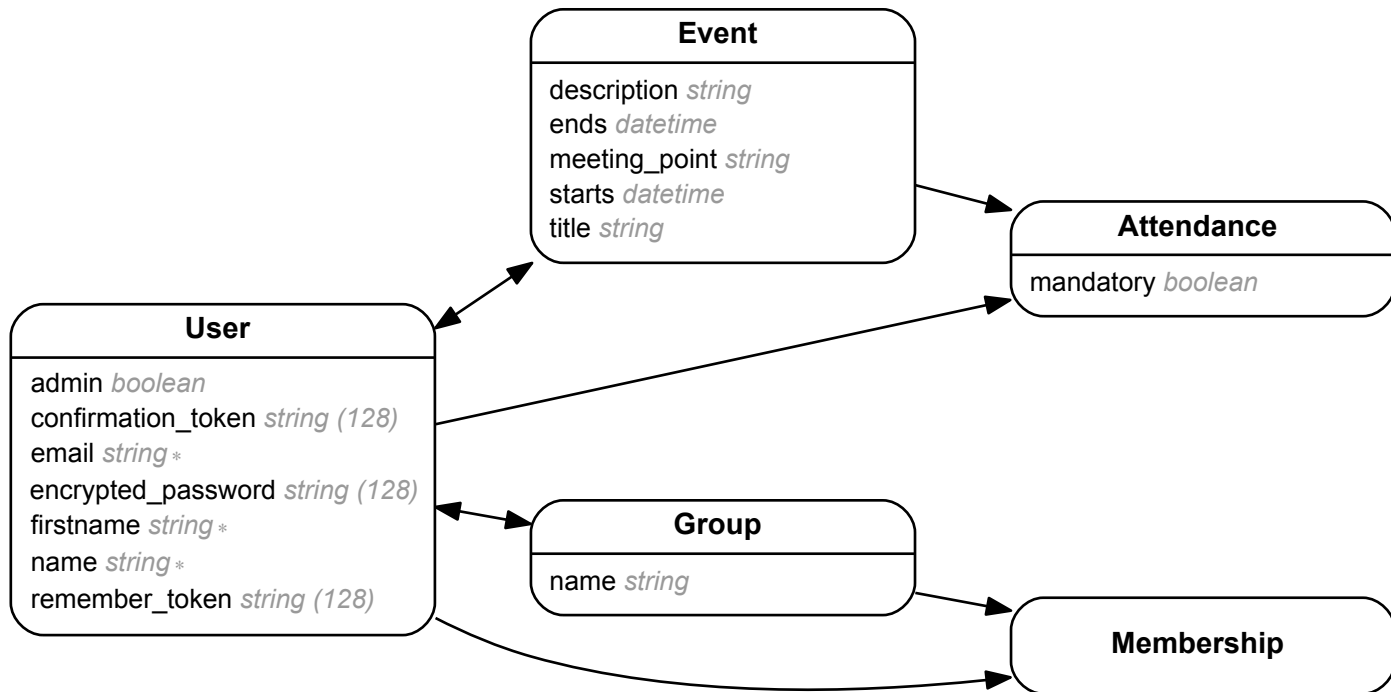 Event
description string
ends datetime
meeting_point string
starts datetime
title string
Attendance
mandatory boolean
User
admin boolean
confirmation_token string (128)
email string *
encrypted_password string (128)
firstname string *
name string *
remember_token string (128)
Group
name string
Membership